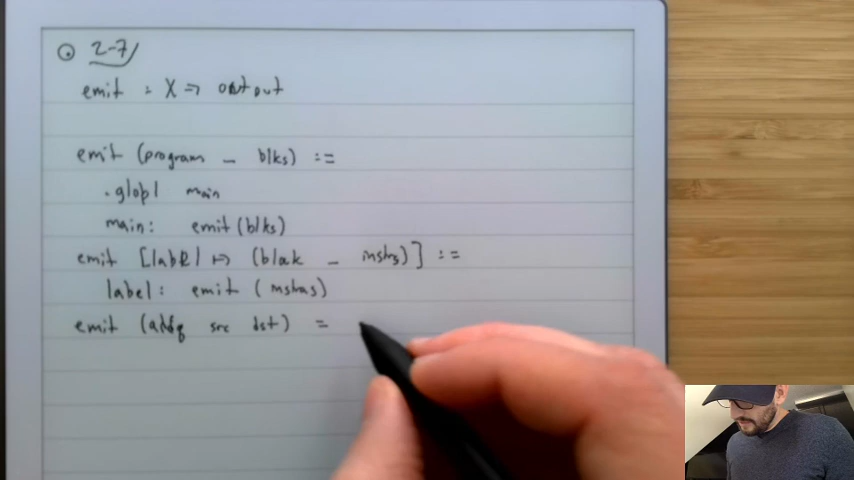 ⊙ 2-7/
emit : X => output
emit (program _ blks) :=
.globl main
main: emit (blks)
emit [label ↦ (block _ instrs)] :=
label: emit (instrs)
emit (addq src dst) =